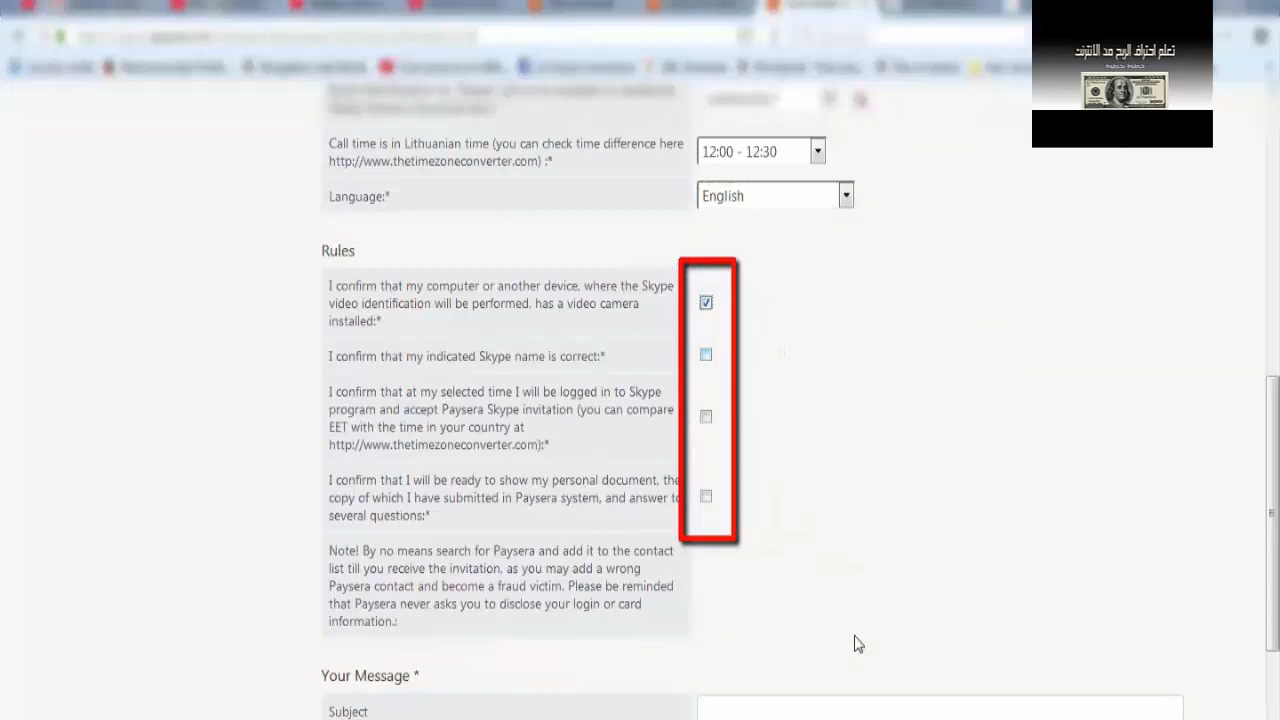 تعلم احتراف الربح مد الانترنت
خطوة بخطوة
Call time is in Lithuanian time (you can check time difference here
http://www.thetimezoneconverter.com) :*
12:00 - 12:30
Language:*
English
Rules
I confirm that my computer or another device, where the Skype
video identification will be performed, has a video camera
installed:*
I confirm that my indicated Skype name is correct:*
I confirm that at my selected time I will be logged in to Skype
program and accept Paysera Skype invitation (you can compare
EET with the time in your country at
http://www.thetimezoneconverter.com):*
I confirm that I will be ready to show my personal document, the
copy of which I have submitted in Paysera system, and answer to
several questions:*
Note! By no means search for Paysera and add it to the contact
list till you receive the invitation, as you may add a wrong
Paysera contact and become a fraud victim. Please be reminded
that Paysera never asks you to disclose your login or card
information.:
Your Message *
Subject